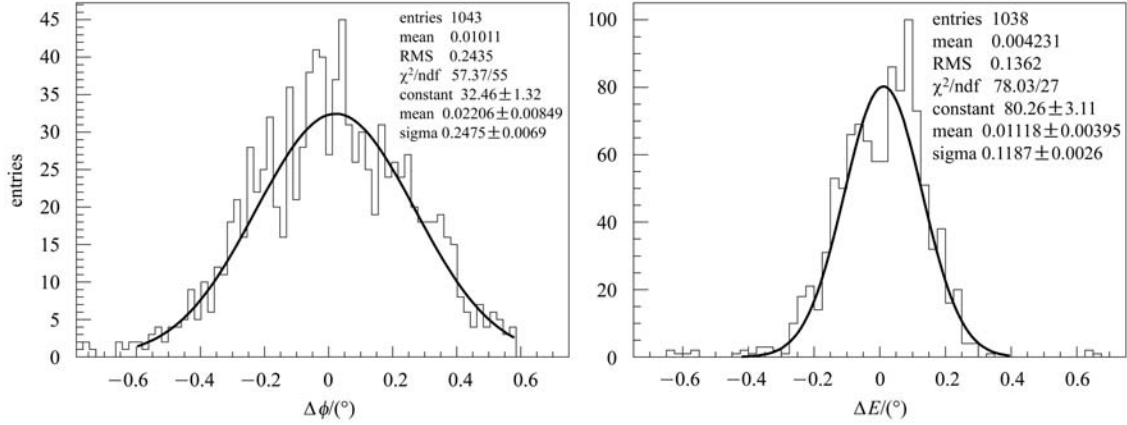 45
40
35
30
25
20
15
10
5
0
entries
entries 1043
mean 0.01011
RMS 0.2435
χ²/ndf 57.37/55
constant 32.46±1.32
mean 0.02206±0.00849
sigma 0.2475±0.0069
−0.6 −0.4 −0.2 0 0.2 0.4 0.6
Δϕ/(°)
100
80
60
40
20
0
entries 1038
mean 0.004231
RMS 0.1362
χ²/ndf 78.03/27
constant 80.26±3.11
mean 0.01118±0.00395
sigma 0.1187±0.0026
−0.6 −0.4 −0.2 0 0.2 0.4 0.6
ΔE/(°)